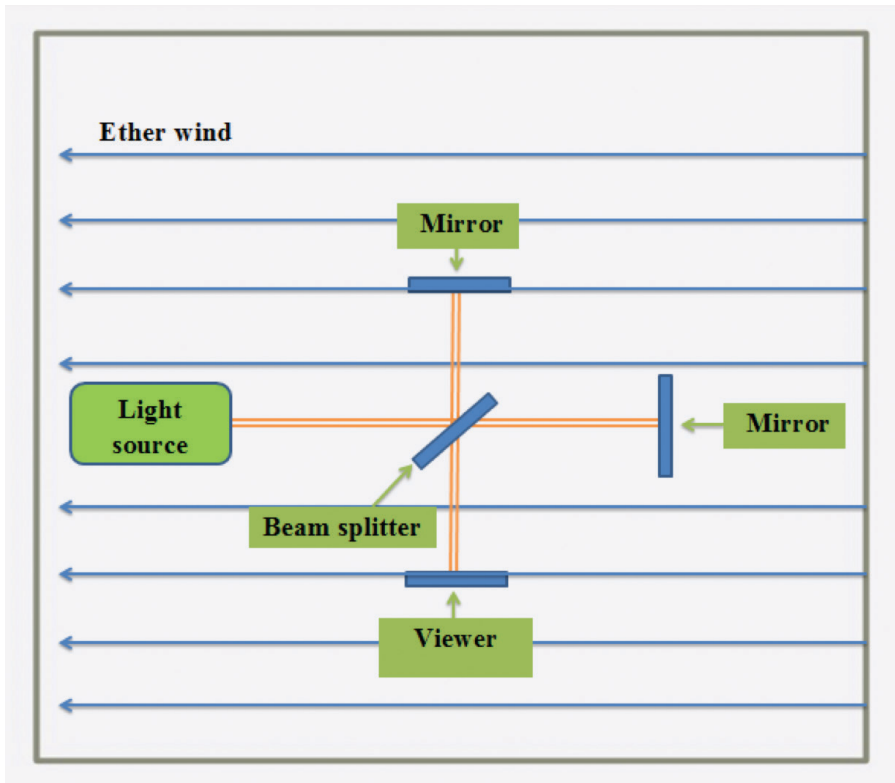 Ether wind
Mirror
Light
source
Mirror
Beam splitter
Viewer